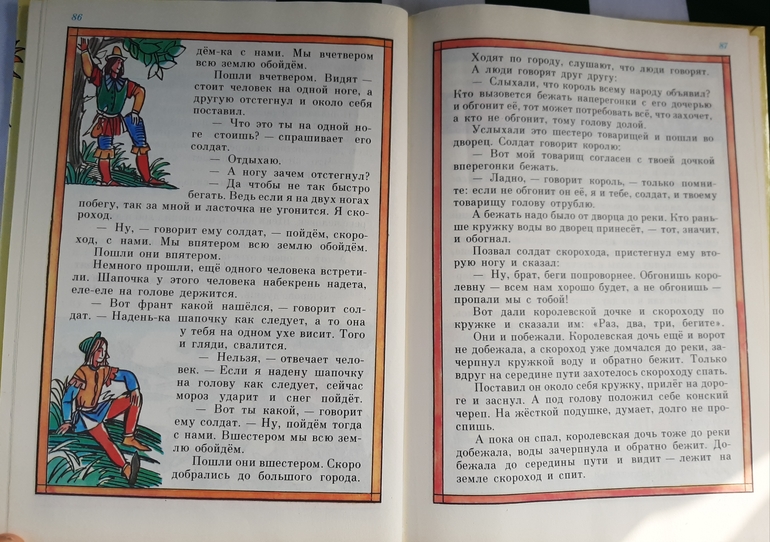 86
дём-ка с нами. Мы вчетвером
всю землю обойдём.
Пошли вчетвером. Видят —
стоит человек на одной ноге, а
другую отстегнул и около себя
поставил.
— Что это ты на одной но-
ге стоишь? — спрашивает его
солдат.
— Отдыхаю.
— А ногу зачем отстегнул?
— Да чтобы не так быстро
бегать. Ведь если я на двух ногах
побегу, так за мной и ласточка не угонится. Я ско-
роход.
— Ну, — говорит ему солдат, — пойдём, скоро-
ход, с нами. Мы впятером всю землю обойдём.
Пошли они впятером.
Немного прошли, ещё одного человека встрети-
ли. Шапочка у этого человека набекрень надета,
еле-еле на голове держится.
— Вот франт какой нашёлся, — говорит сол-
дат. — Надень-ка шапочку как следует, а то она
у тебя на одном ухе висит. Того
и гляди, свалится.
— Нельзя, — отвечает чело-
век. — Если я надену шапочку
на голову как следует, сейчас
мороз ударит и снег пойдёт.
— Вот ты какой, — говорит
ему солдат. — Ну, пойдём тогда
с нами. Вшестером мы всю зем-
лю обойдём.
Пошли они вшестером. Скоро
добрались до большого города.
87
Ходят по городу, слушают, что люди говорят.
А люди говорят друг другу:
— Слыхали, что король всему народу объявил?
Кто вызовется бежать наперегонки с его дочерью
и обгонит её, тот может потребовать всё, что захочет,
а кто не обгонит, тому голову долой.
Услыхали это шестеро товарищей и пошли во
дворец. Солдат говорит королю:
— Вот мой товарищ согласен с твоей дочкой
вперегонки бежать.
— Ладно, — говорит король, — только помни-
те: если не обгонит он её, я и тебе, солдат, и твоему
товарищу голову отрублю.
А бежать надо было от дворца до реки. Кто рань-
ше кружку воды во дворец принесёт, — тот, значит,
и обогнал.
Позвал солдат скорохода, пристегнул ему вто-
рую ногу и сказал:
— Ну, брат, беги попроворнее. Обгонишь коро-
левну — всем нам хорошо будет, а не обгонишь —
пропали мы с тобой!
Вот дали королевской дочке и скороходу по
кружке и сказали им: «Раз, два, три, бегите».
Они и побежали. Королевская дочь ещё и ворот
не добежала, а скороход уже домчался до реки, за-
черпнул кружкой воду и обратно бежит. Только
вдруг на середине пути захотелось скороходу спать.
Поставил он около себя кружку, прилёг на доро-
ге и заснул. А под голову положил себе конский
череп. На жёсткой подушке, думает, долго не про-
спишь.
А пока он спал, королевская дочь тоже до реки
добежала, воды зачерпнула и обратно бежит. До-
бежала до середины пути и видит — лежит на
земле скороход и спит.